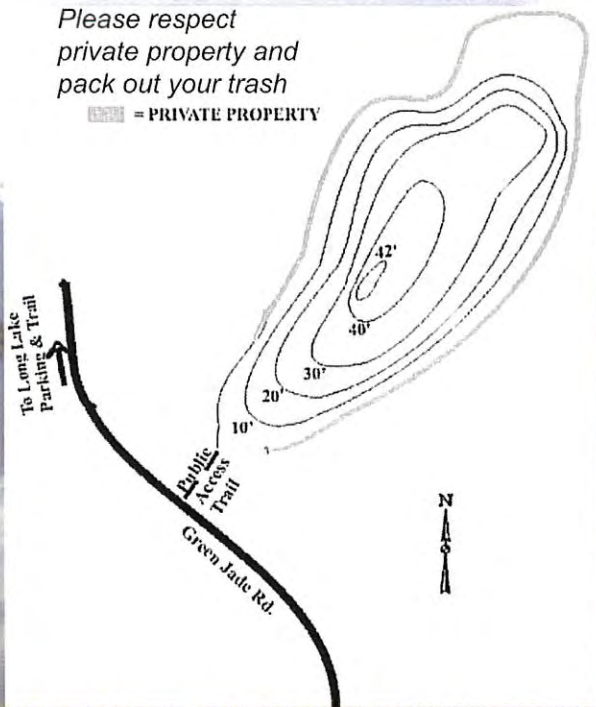 Please respect
private property and
pack out your trash
= PRIVATE PROPERTY
42'
40'
30'
20'
10'
To Long Lake
Parking & Trail
Public
Access
Trail
Green Jade Rd.
N